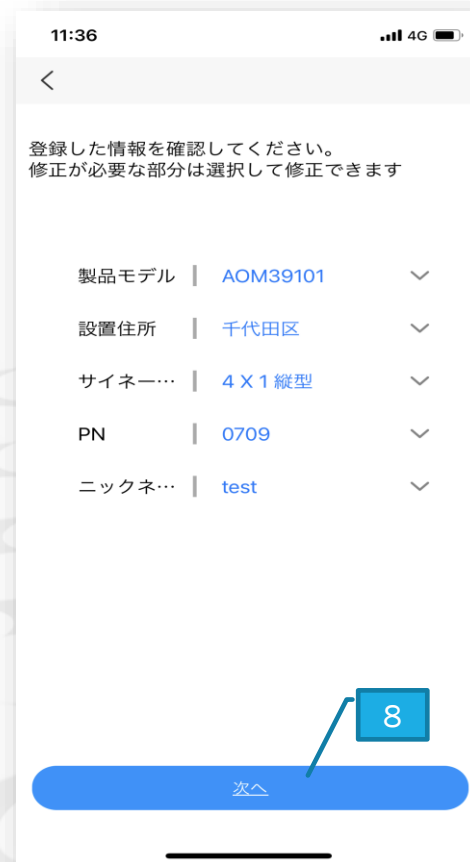 11:36
4G
登録した情報を確認してください。
修正が必要な部分は選択して修正できます
製品モデル AOM39101
設置住所 千代田区
サイネー… 4 X 1 縦型
PN 0709
ニックネ… test
8
次へ